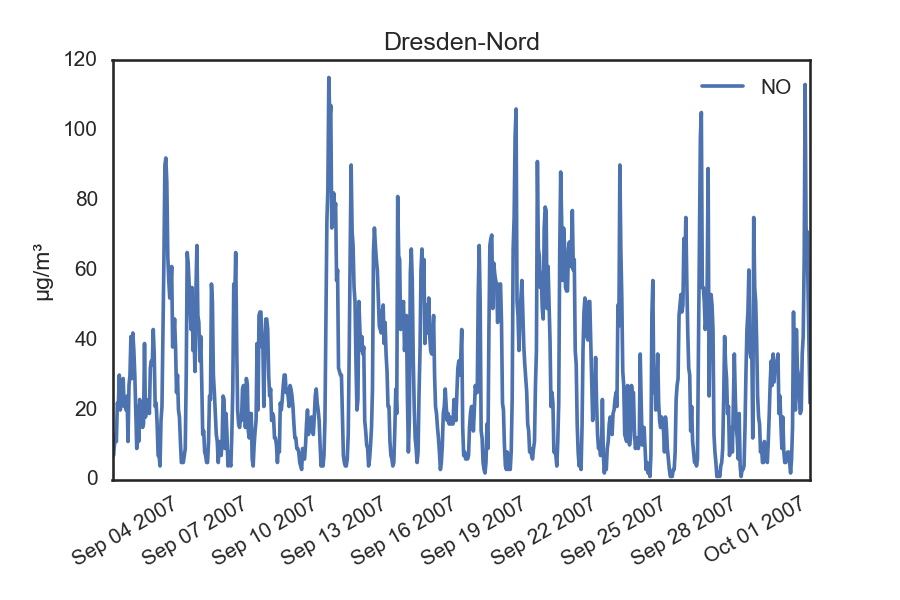 Dresden-Nord
120
100
80
60
40
20
0
µg/m³
NO
Sep 04 2007
Sep 07 2007
Sep 10 2007
Sep 13 2007
Sep 16 2007
Sep 19 2007
Sep 22 2007
Sep 25 2007
Sep 28 2007
Oct 01 2007